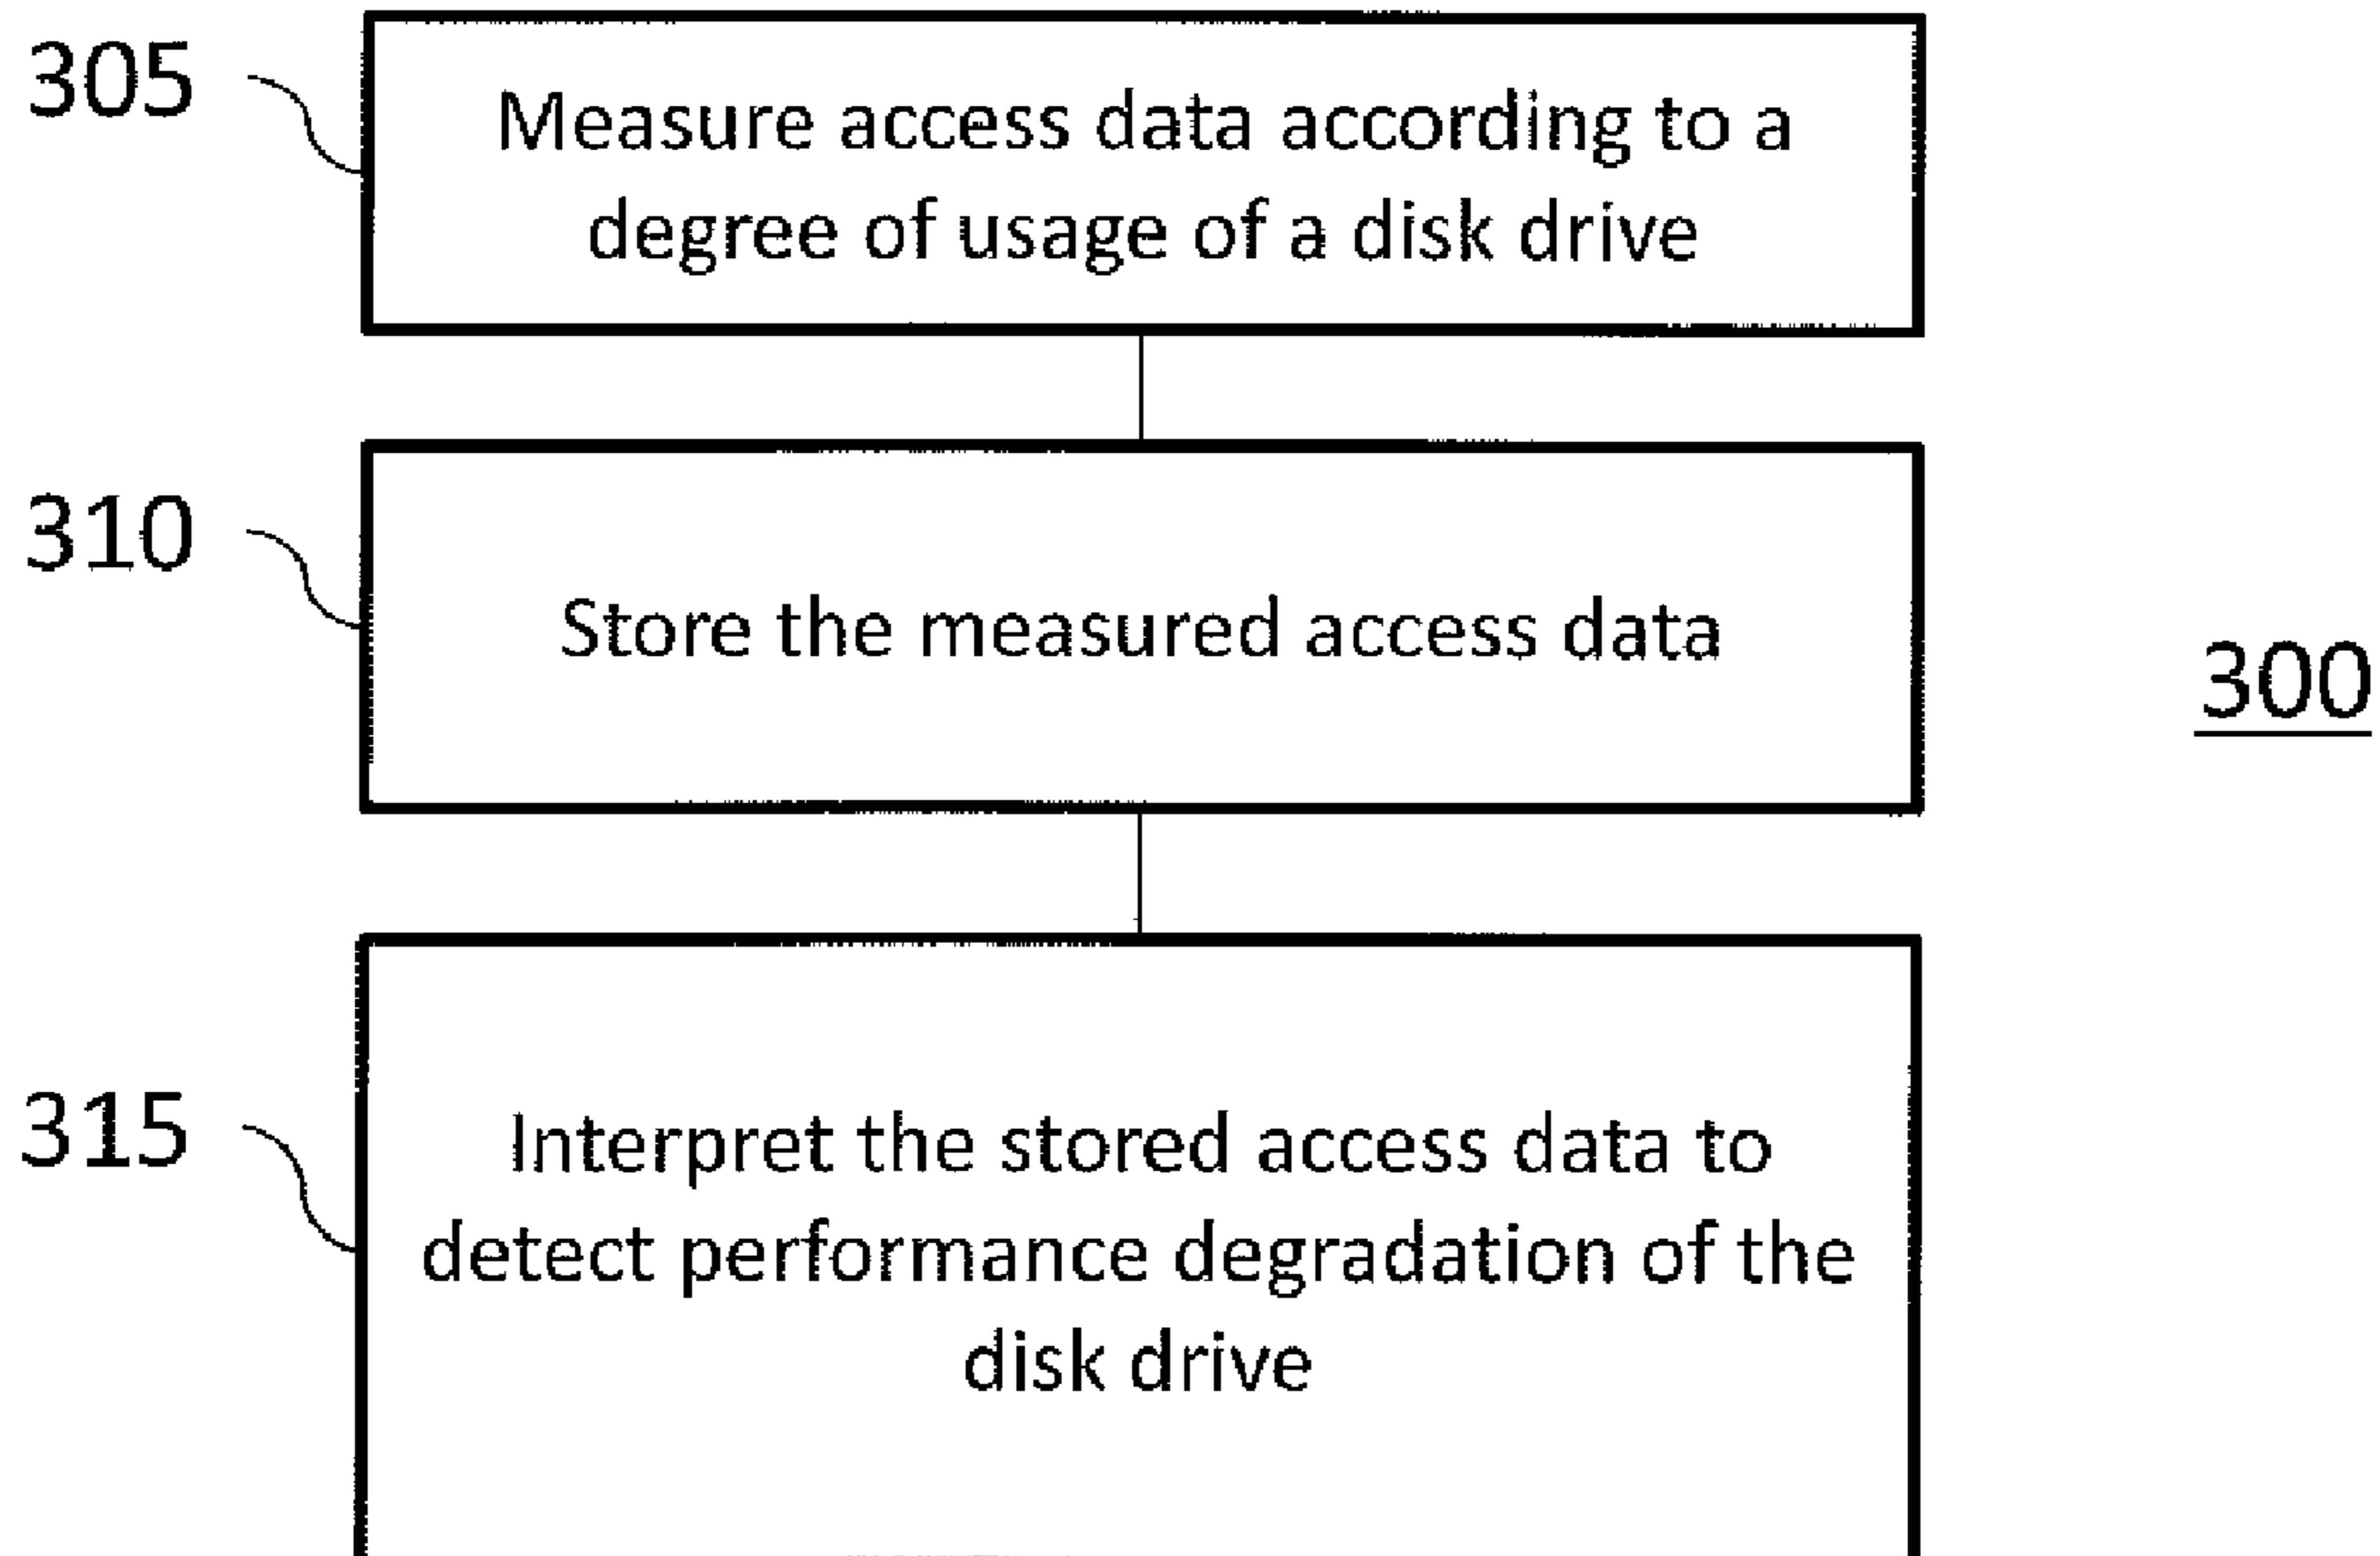 305
Measure access data according to a
degree of usage of a disk drive
310
Store the measured access data
300
315
Interpret the stored access data to
detect performance degradation of the
disk drive